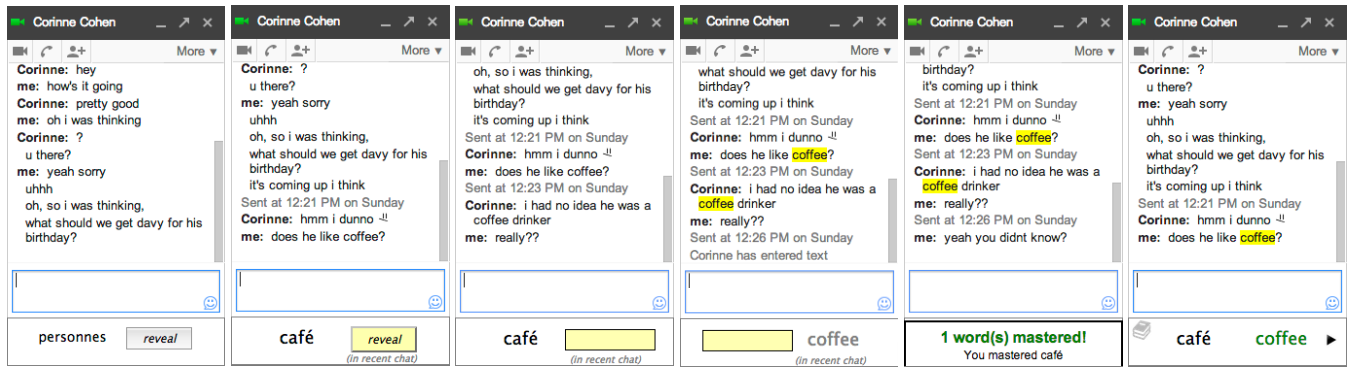 Corinne Cohen
More ▼
Corinne: hey
me: how's it going
Corinne: pretty good
me: oh i was thinking
Corinne: ?
u there?
me: yeah sorry
uhhh
oh, so i was thinking,
what should we get davy for his
birthday?
personnes reveal
Corinne Cohen
More ▼
Corinne: ?
u there?
me: yeah sorry
uhhh
oh, so i was thinking,
what should we get davy for his
birthday?
it's coming up i think
Sent at 12:21 PM on Sunday
Corinne: hmm i dunno =/
me: does he like coffee?
café reveal
(in recent chat)
Corinne Cohen
More ▼
oh, so i was thinking,
what should we get davy for his
birthday?
it's coming up i think
Sent at 12:21 PM on Sunday
Corinne: hmm i dunno =/
me: does he like coffee?
Sent at 12:23 PM on Sunday
Corinne: i had no idea he was a
coffee drinker
me: really??
café
(in recent chat)
Corinne Cohen
More ▼
what should we get davy for his
birthday?
it's coming up i think
Sent at 12:21 PM on Sunday
Corinne: hmm i dunno =/
me: does he like coffee?
Sent at 12:23 PM on Sunday
Corinne: i had no idea he was a
coffee drinker
me: really??
Sent at 12:26 PM on Sunday
Corinne has entered text
coffee
(in recent chat)
Corinne Cohen
More ▼
birthday?
it's coming up i think
Sent at 12:21 PM on Sunday
Corinne: hmm i dunno =/
me: does he like coffee?
Sent at 12:23 PM on Sunday
Corinne: i had no idea he was a
coffee drinker
me: really??
Sent at 12:26 PM on Sunday
me: yeah you didnt know?
1 word(s) mastered!
You mastered café
Corinne Cohen
More ▼
Corinne: ?
u there?
me: yeah sorry
uhhh
oh, so i was thinking,
what should we get davy for his
birthday?
it's coming up i think
Sent at 12:21 PM on Sunday
Corinne: hmm i dunno =/
me: does he like coffee?
café coffee ►